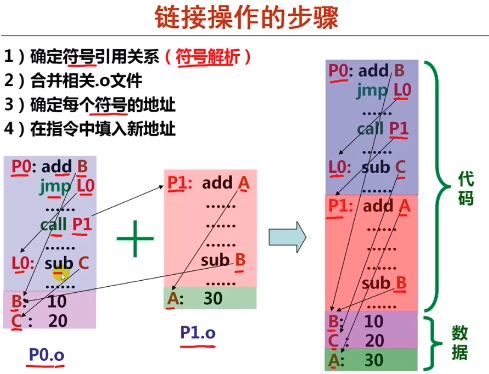 链接操作的步骤
1）确定符号引用关系（符号解析）
2）合并相关.o文件
3）确定每个符号的地址
4）在指令中填入新地址
P0: add B
jmp L0
......
call P1
......
L0: sub C
......
B: 10
C: 20
P0.o
P1: add A
......
......
......
sub B
......
A: 30
P1.o
P0: add B
jmp L0
......
call P1
......
L0: sub C
......
P1: add A
......
......
......
sub B
......
B: 10
C: 20
A: 30
代码
数据